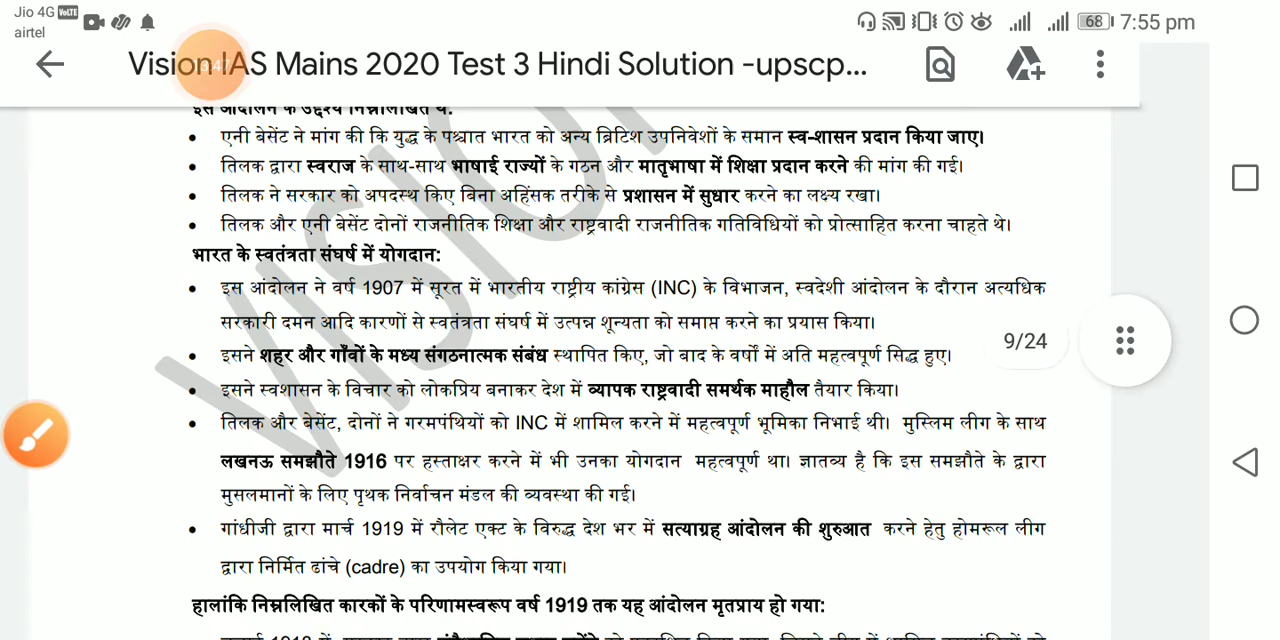 Jio 4G VoLTE
airtel
68 7:55 pm
Vision IAS Mains 2020 Test 3 Hindi Solution -upscp...
3:47
इस आंदोलन के उद्देश्य निम्नलिखित थे:
• एनी बेसेंट ने मांग की कि युद्ध के पश्चात भारत को अन्य ब्रिटिश उपनिवेशों के समान स्व-शासन प्रदान किया जाए।
• तिलक द्वारा स्वराज के साथ-साथ भाषाई राज्यों के गठन और मातृभाषा में शिक्षा प्रदान करने की मांग की गई।
• तिलक ने सरकार को अपदस्थ किए बिना अहिंसक तरीके से प्रशासन में सुधार करने का लक्ष्य रखा।
• तिलक और एनी बेसेंट दोनों राजनीतिक शिक्षा और राष्ट्रवादी राजनीतिक गतिविधियों को प्रोत्साहित करना चाहते थे।
भारत के स्वतंत्रता संघर्ष में योगदान:
• इस आंदोलन ने वर्ष 1907 में सूरत में भारतीय राष्ट्रीय कांग्रेस (INC) के विभाजन, स्वदेशी आंदोलन के दौरान अत्यधिक
सरकारी दमन आदि कारणों से स्वतंत्रता संघर्ष में उत्पन्न शून्यता को समाप्त करने का प्रयास किया।
9/24
• इसने शहर और गाँवों के मध्य संगठनात्मक संबंध स्थापित किए, जो बाद के वर्षों में अति महत्वपूर्ण सिद्ध हुए।
• इसने स्वशासन के विचार को लोकप्रिय बनाकर देश में व्यापक राष्ट्रवादी समर्थक माहौल तैयार किया।
• तिलक और बेसेंट, दोनों ने गरमपंथियों को INC में शामिल करने में महत्वपूर्ण भूमिका निभाई थी। मुस्लिम लीग के साथ
लखनऊ समझौते 1916 पर हस्ताक्षर करने में भी उनका योगदान महत्वपूर्ण था। ज्ञातव्य है कि इस समझौते के द्वारा
मुसलमानों के लिए पृथक निर्वाचन मंडल की व्यवस्था की गई।
• गांधीजी द्वारा मार्च 1919 में रौलेट एक्ट के विरुद्ध देश भर में सत्याग्रह आंदोलन की शुरुआत करने हेतु होमरूल लीग
द्वारा निर्मित ढांचे (cadre) का उपयोग किया गया।
हालांकि निम्नलिखित कारकों के परिणामस्वरूप वर्ष 1919 तक यह आंदोलन मृतप्राय हो गया:
VISION